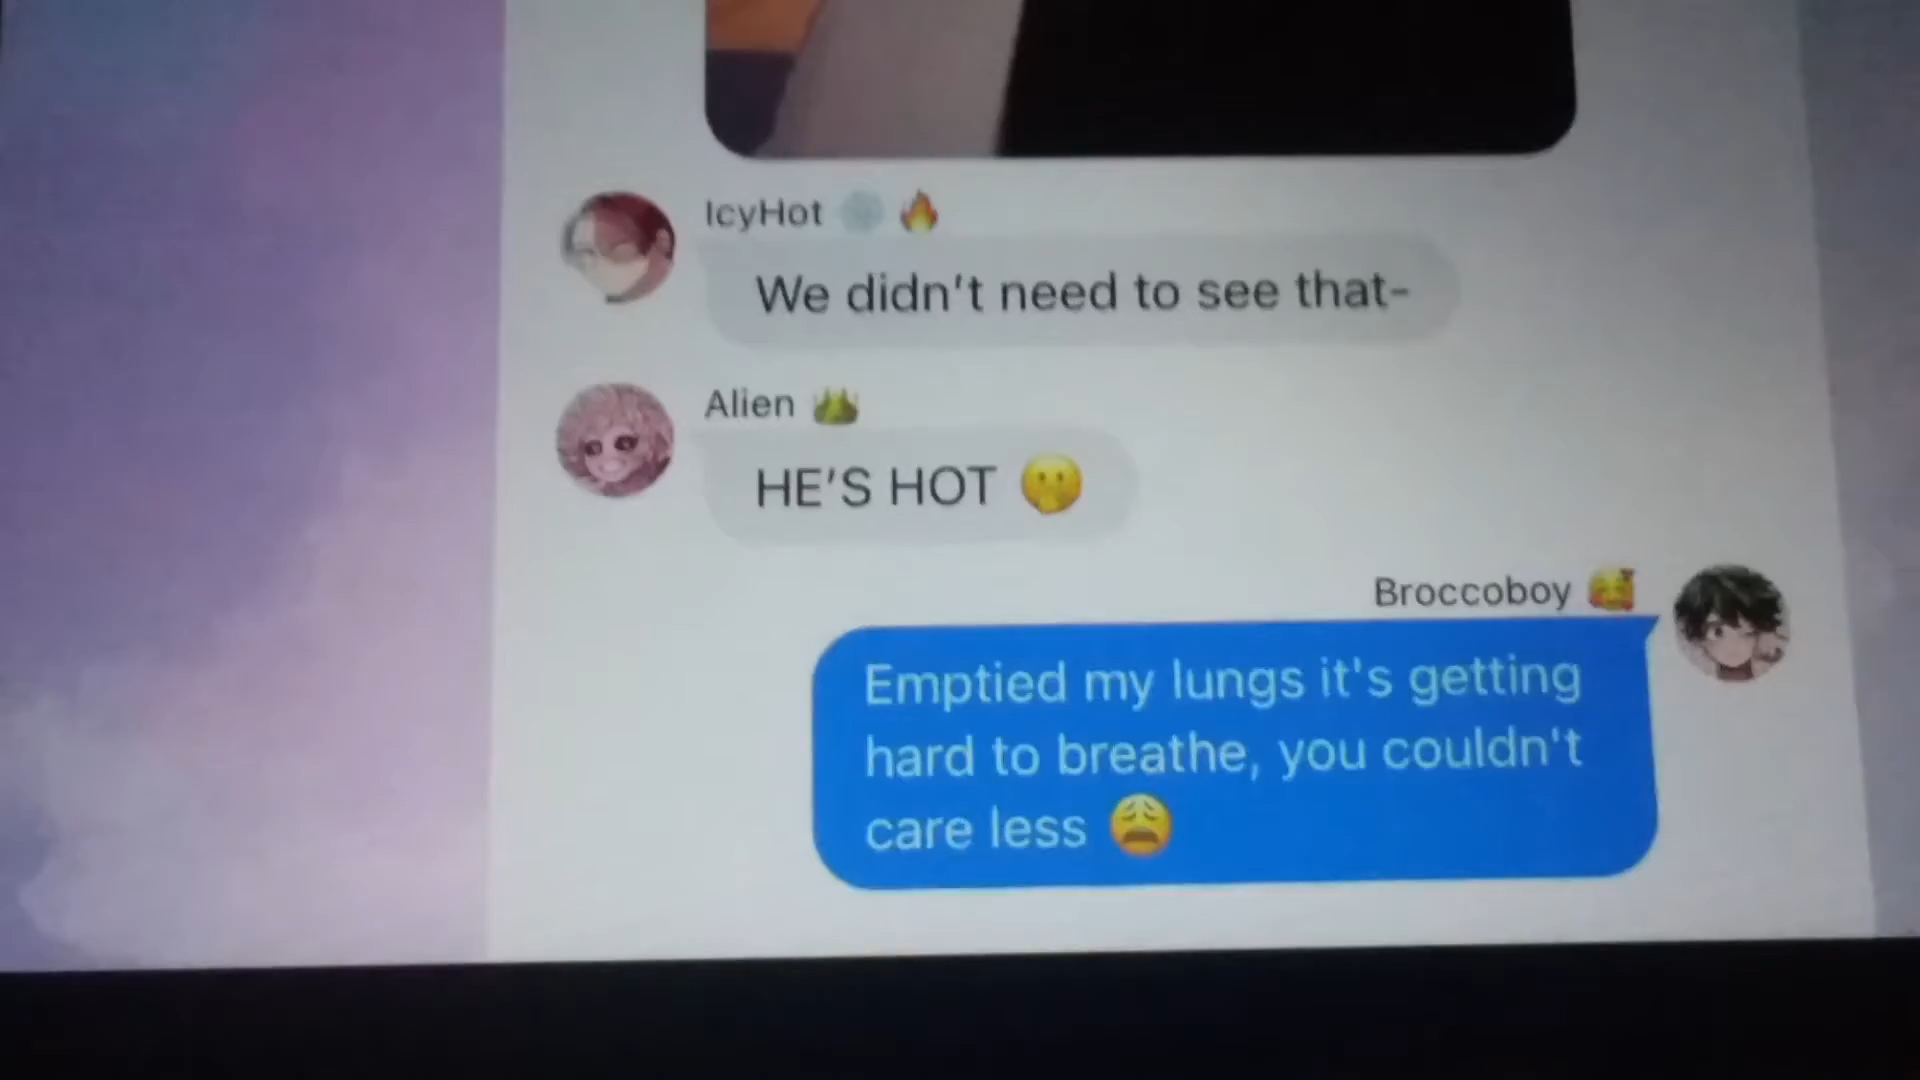 IcyHot ❄️🔥
We didn't need to see that-
Alien 👽
HE'S HOT 🤫
Broccoboy 🥰
Emptied my lungs it's getting
hard to breathe, you couldn't
care less 😩